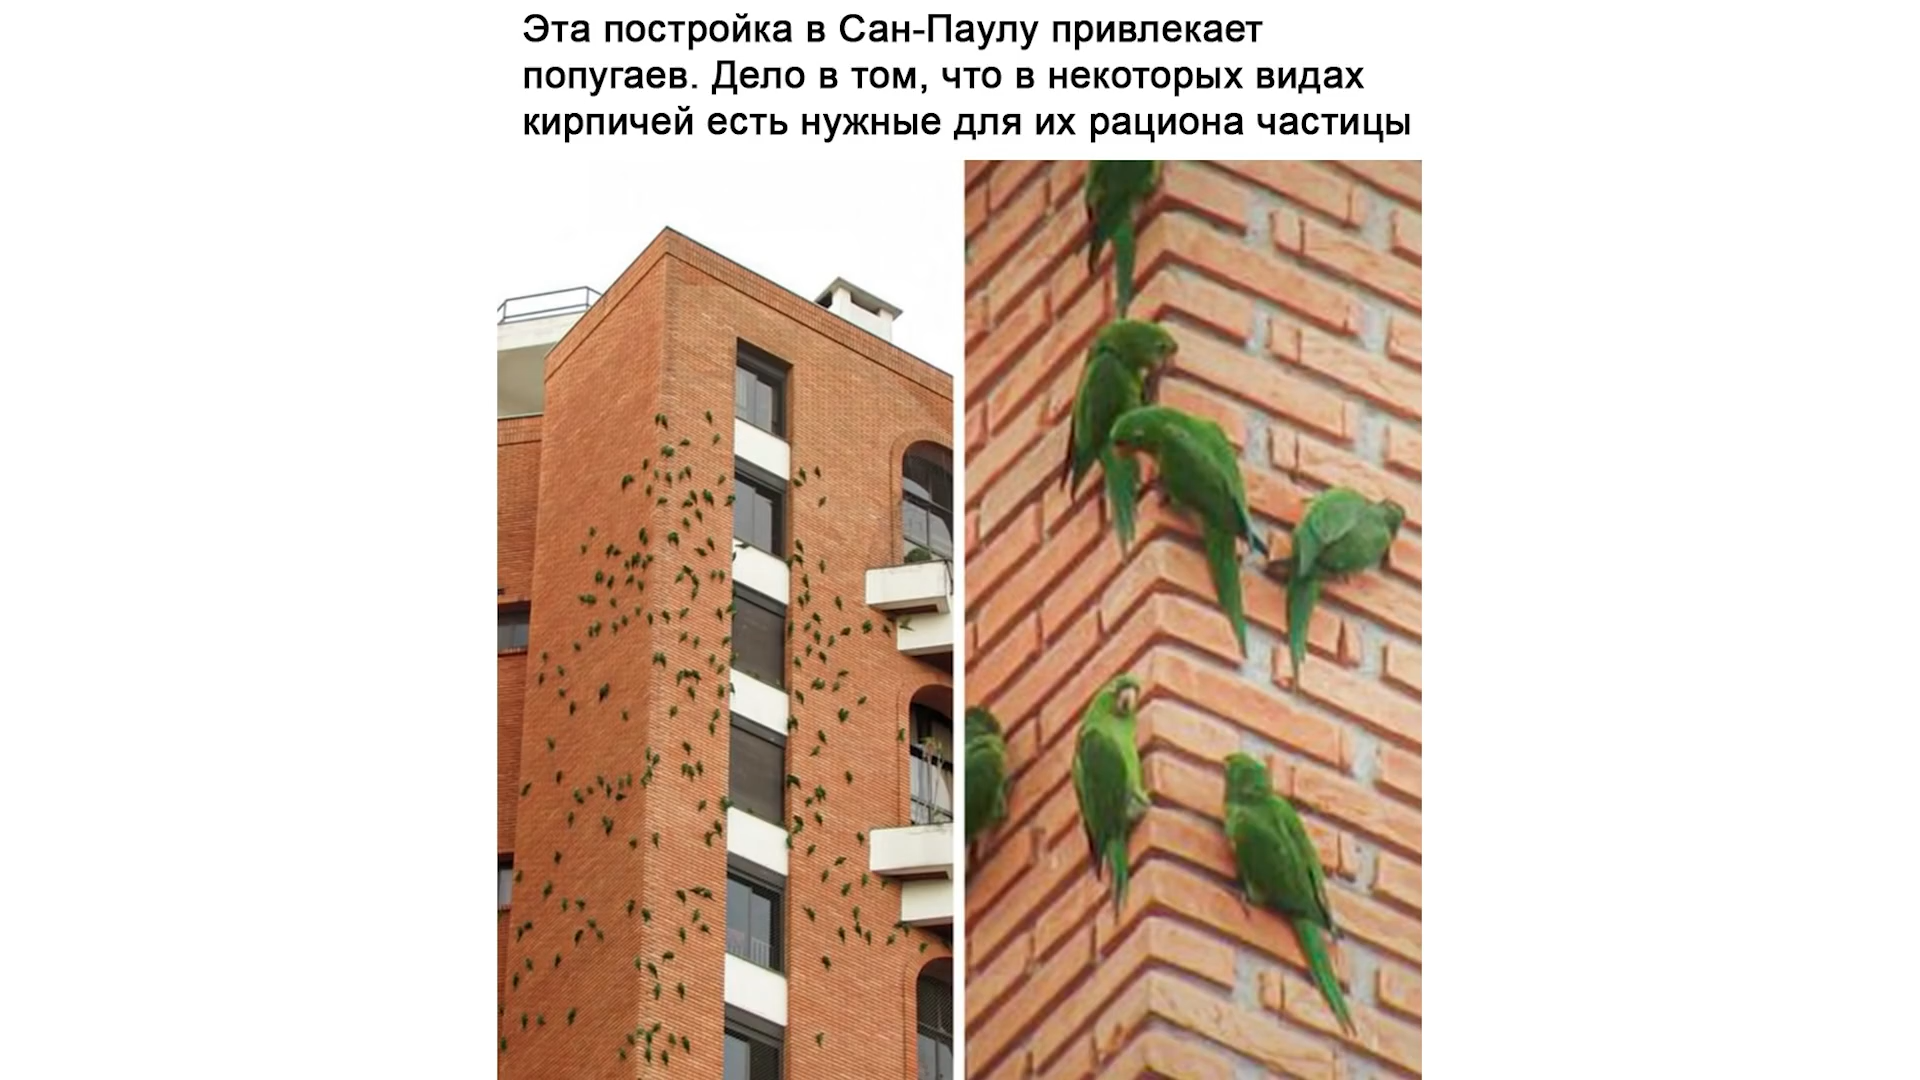 Эта постройка в Сан-Паулу привлекает
попугаев. Дело в том, что в некоторых видах
кирпичей есть нужные для их рациона частицы